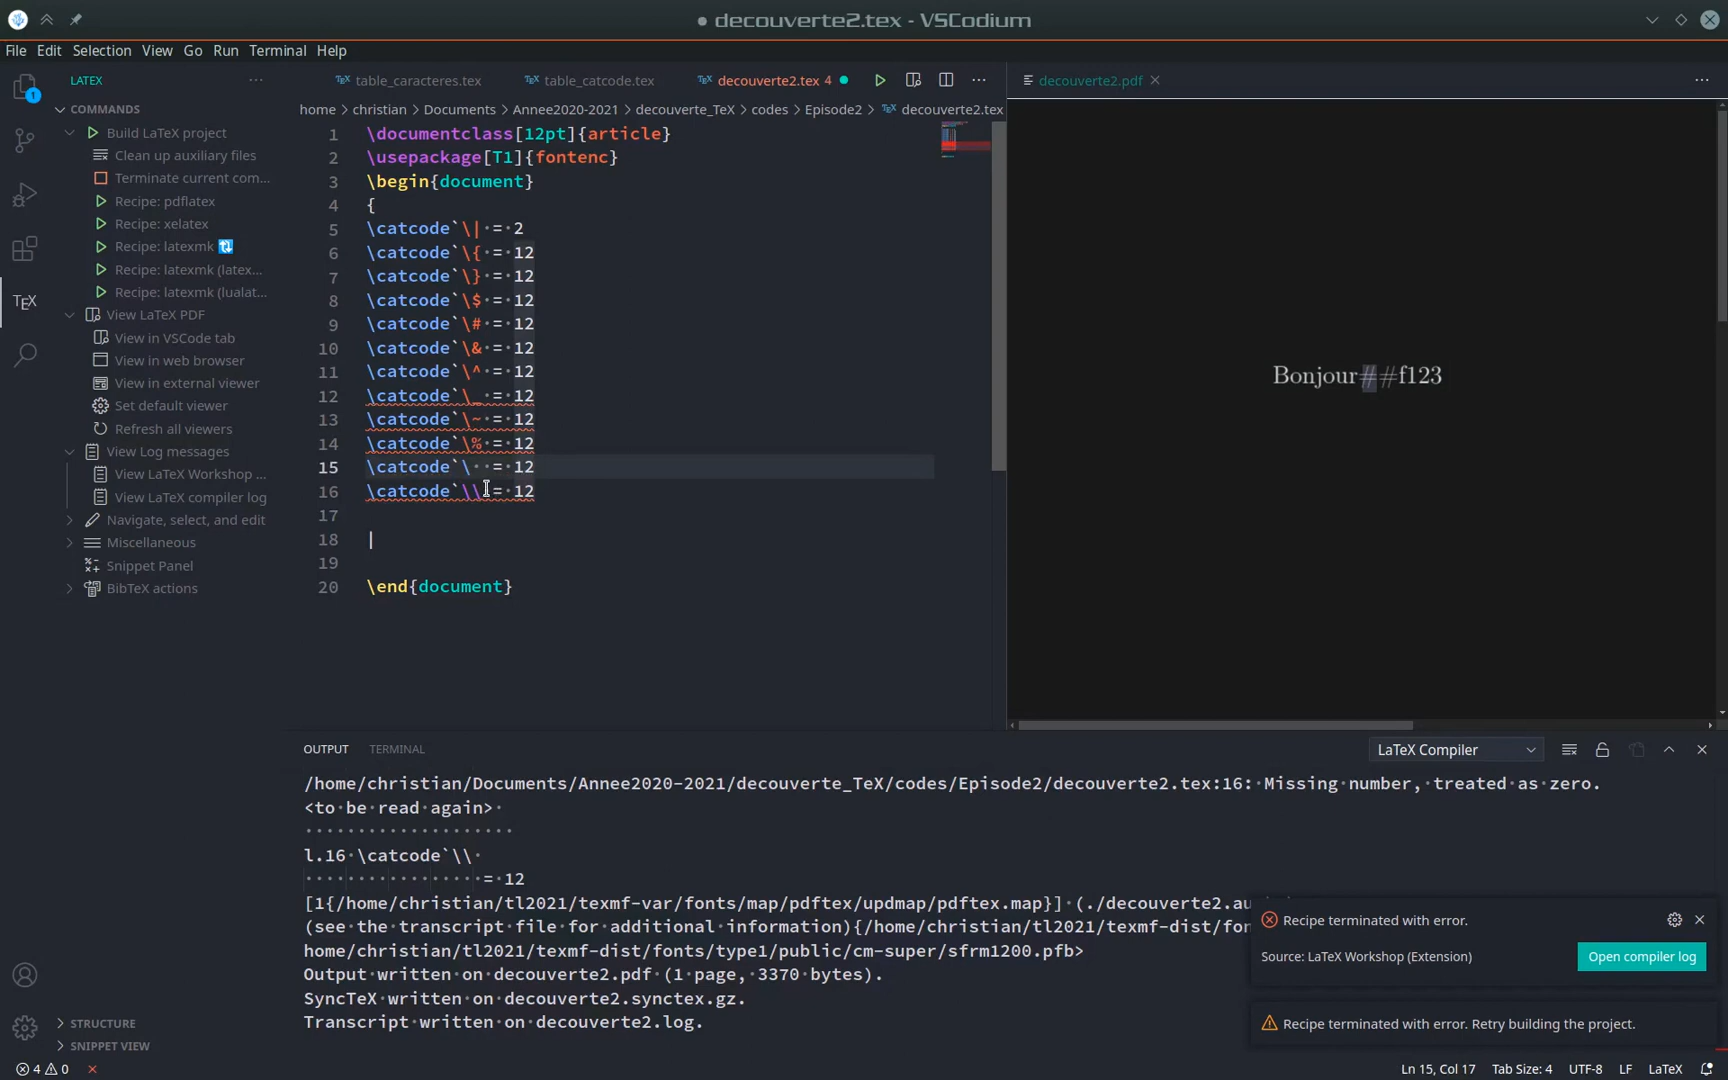 decouverte2.tex - VSCodium
File Edit Selection View Go Run Terminal Help
LATEX
COMMANDS
Build LaTeX project
Clean up auxiliary files
Terminate current com...
Recipe: pdflatex
Recipe: xelatex
Recipe: latexmk
Recipe: latexmk (latex...
Recipe: latexmk (lualat...
View LaTeX PDF
View in VSCode tab
View in web browser
View in external viewer
Set default viewer
Refresh all viewers
View Log messages
View LaTeX Workshop ...
View LaTeX compiler log
Navigate, select, and edit
Miscellaneous
Snippet Panel
BibTeX actions
STRUCTURE
SNIPPET VIEW
TEX table_caracteres.tex TEX table_catcode.tex TEX decouverte2.tex 4
home > christian > Documents > Annee2020-2021 > decouverte_TeX > codes > Episode2 > TEX decouverte2.tex
1 \documentclass[12pt]{article}
2 \usepackage[T1]{fontenc}
3 \begin{document}
4 {
5 \catcode`\| = 2
6 \catcode`\{ = 12
7 \catcode`\} = 12
8 \catcode`\$ = 12
9 \catcode`\# = 12
10 \catcode`\& = 12
11 \catcode`\^ = 12
12 \catcode`\_ = 12
13 \catcode`\~ = 12
14 \catcode`\% = 12
15 \catcode`\  = 12
16 \catcode`\\ = 12
17
18 |
19
20 \end{document}
decouverte2.pdf
Bonjour##f123
OUTPUT TERMINAL
LaTeX Compiler
/home/christian/Documents/Annee2020-2021/decouverte_TeX/codes/Episode2/decouverte2.tex:16: Missing number, treated as zero.
<to be read again>
l.16 \catcode`\\
= 12
[1{/home/christian/tl2021/texmf-var/fonts/map/pdftex/updmap/pdftex.map}] (./decouverte2.au
(see the transcript file for additional information){/home/christian/tl2021/texmf-dist/fon
home/christian/tl2021/texmf-dist/fonts/type1/public/cm-super/sfrm1200.pfb>
Output written on decouverte2.pdf (1 page, 3370 bytes).
SyncTeX written on decouverte2.synctex.gz.
Transcript written on decouverte2.log.
Recipe terminated with error.
Source: LaTeX Workshop (Extension)
Open compiler log
Recipe terminated with error. Retry building the project.
4 0
Ln 15, Col 17 Tab Size: 4 UTF-8 LF LaTeX